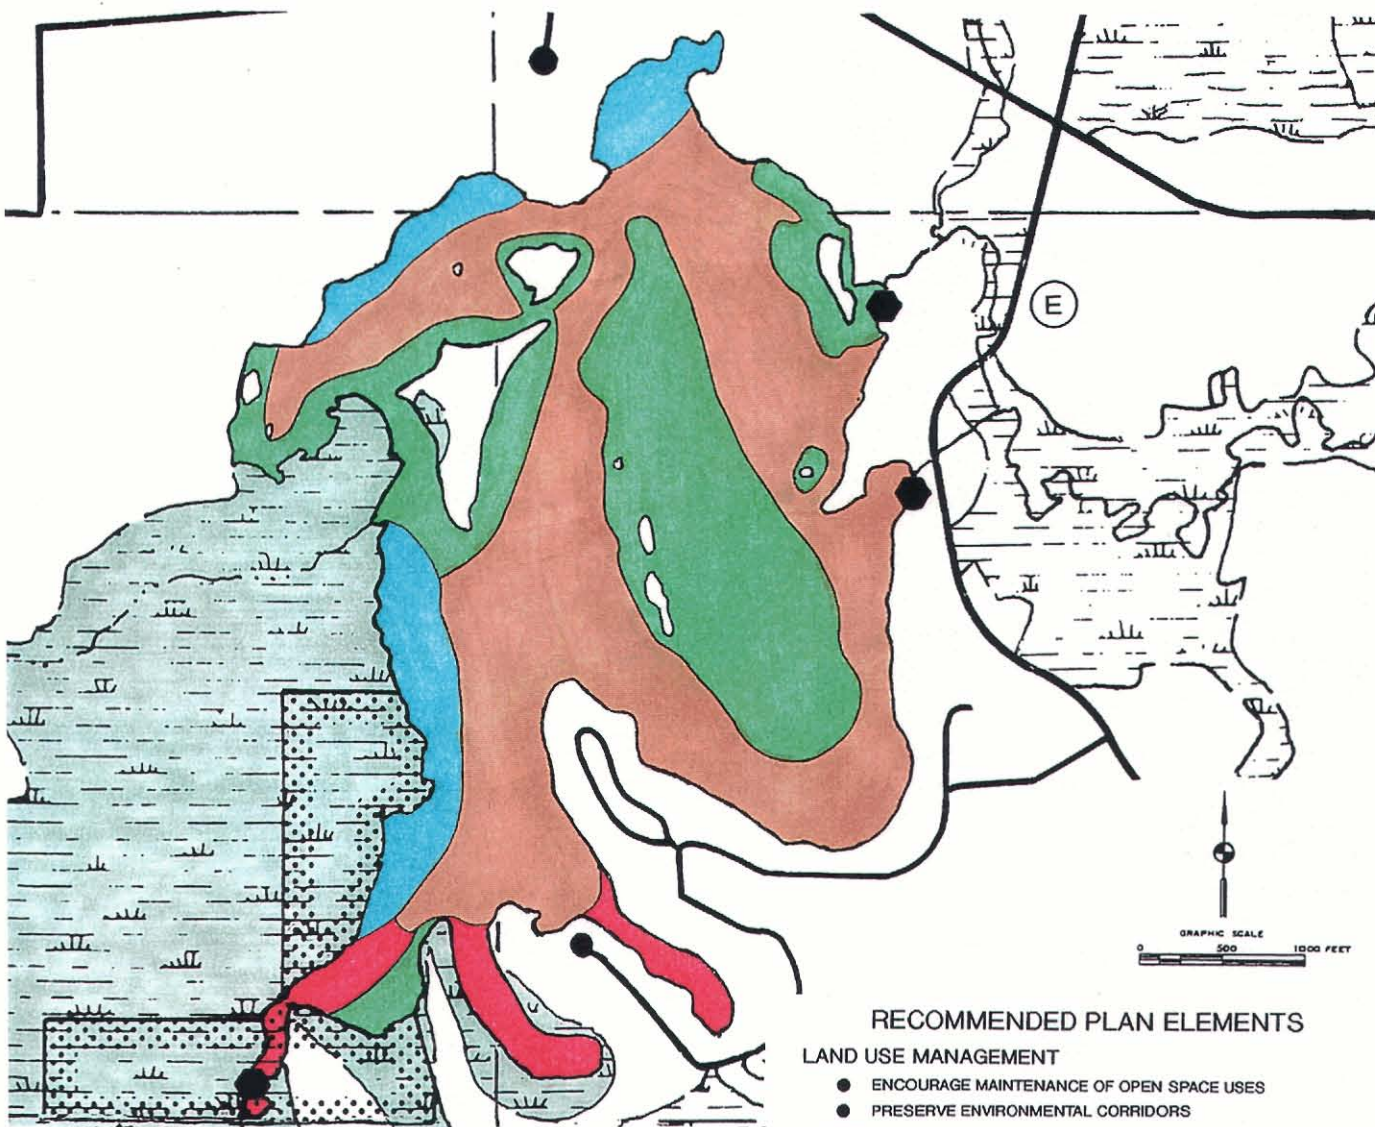 E
GRAPHIC SCALE
0 500 1000 FEET
RECOMMENDED PLAN ELEMENTS
LAND USE MANAGEMENT
● ENCOURAGE MAINTENANCE OF OPEN SPACE USES
● PRESERVE ENVIRONMENTAL CORRIDORS